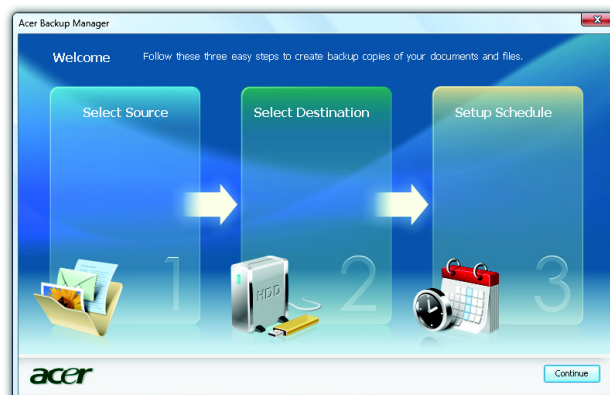 Acer Backup Manager
Welcome Follow these three easy steps to create backup copies of your documents and files.
Select Source
Select Destination
Setup Schedule
1
HDD
2
3
acer
Continue